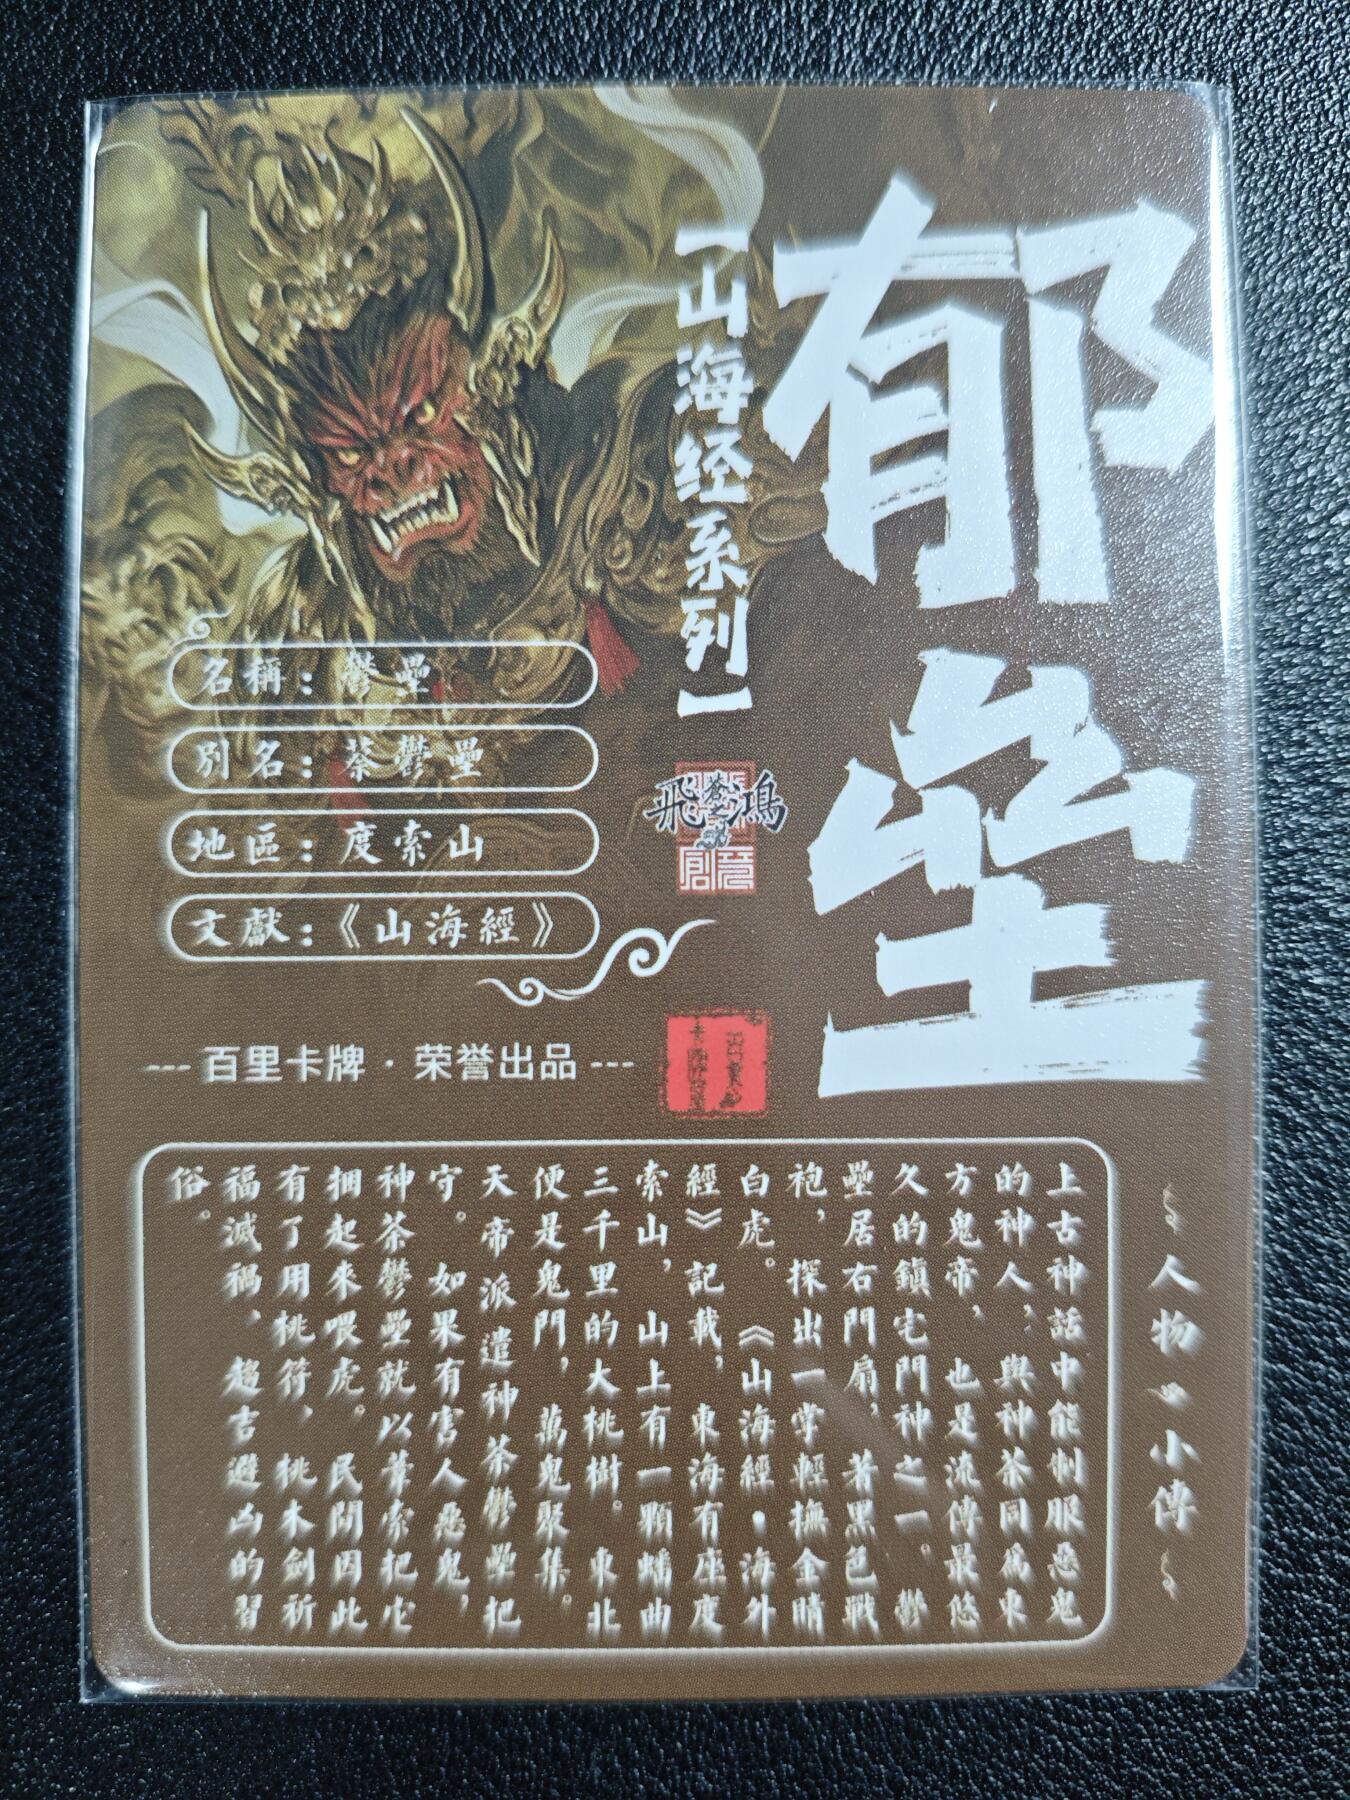 郁垒
【山海经系列】
飛蒼之鴻
名稱：鬱壘
別名：荼鬱壘
地區：度索山
文獻：《山海經》
--- 百里卡牌 · 荣誉出品 ---
人物 小傳
上古神話中能制服惡鬼
的神人，與神荼同爲東
方鬼帝，也是流傳最悠
久的鎮宅門神之一。鬱
壘居右門扇，著黑色戰
袍，探出一掌輕撫金睛
白虎。《山海經·海外
經》記載，東海有座度
索山，山上有一顆蟠曲
三千里的大桃樹。東北
便是鬼門，萬鬼聚集。
天帝派遣神荼鬱壘把
守。如果有害人惡鬼，
神荼鬱壘就以葦索把它
捆起來喂虎。民間因此
有了用桃符，桃木劍祈
福滅禍、趨吉避凶的習
俗。